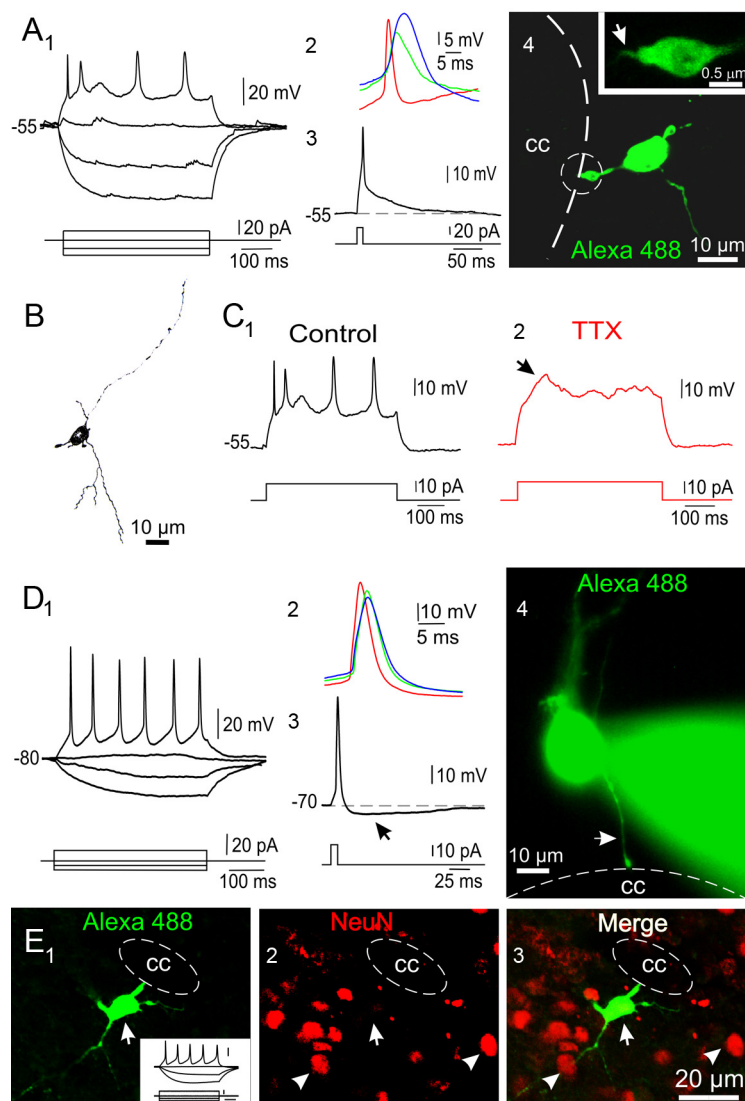 A1
20 mV
-55
20 pA
100 ms
2
5 mV
5 ms
3
10 mV
-55
20 pA
50 ms
4
0.5 µm
cc
Alexa 488
10 µm
B
10 µm
C1
Control
10 mV
-55
10 pA
100 ms
2
TTX
10 mV
10 pA
100 ms
D1
20 mV
-80
20 pA
100 ms
2
10 mV
5 ms
3
10 mV
-70
10 pA
25 ms
Alexa 488
4
10 µm
cc
E1
Alexa 488
cc
2
NeuN
cc
3
Merge
cc
20 µm